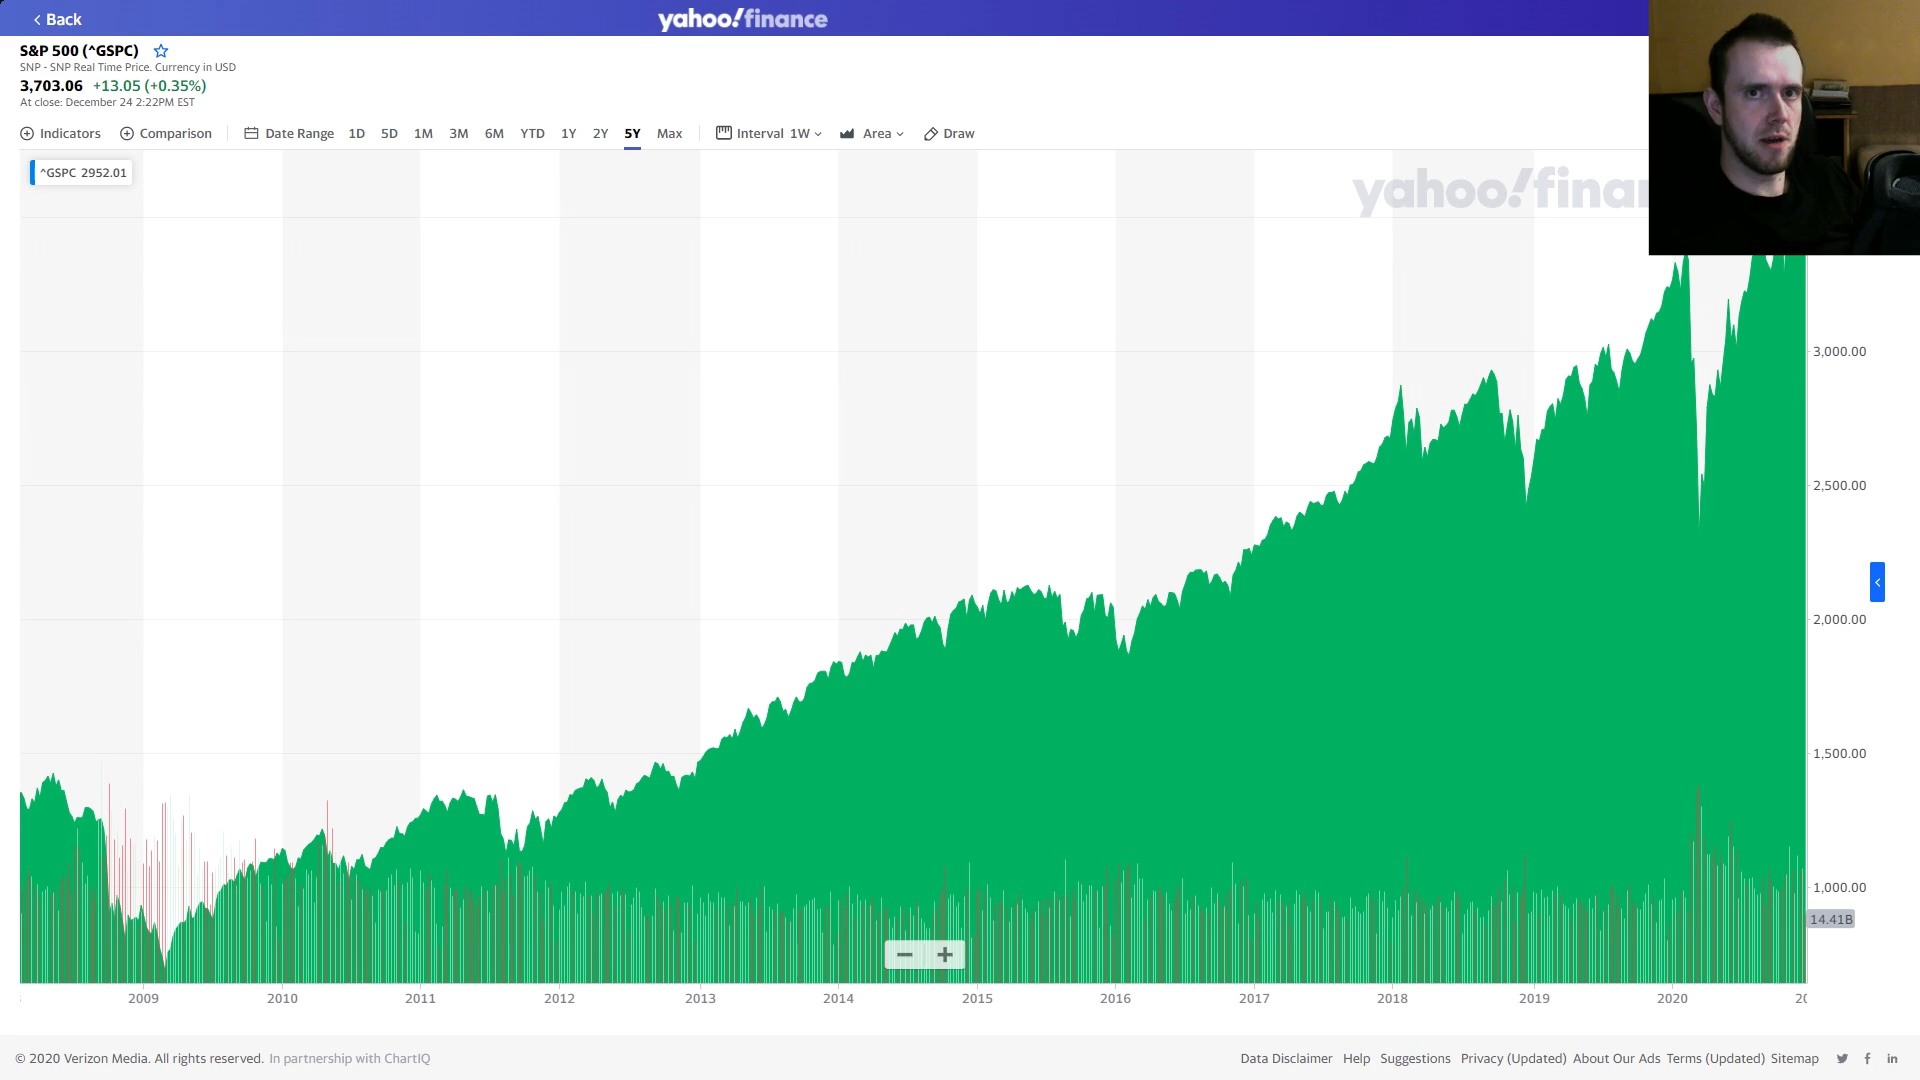 Back
yahoo!finance
S&P 500 (^GSPC)
SNP - SNP Real Time Price. Currency in USD
3,703.06 +13.05 (+0.35%)
At close: December 24 2:22PM EST
Indicators Comparison Date Range 1D 5D 1M 3M 6M YTD 1Y 2Y 5Y Max Interval 1W Area Draw
^GSPC 2952.01
yahoo!fina
3,000.00
2,500.00
2,000.00
1,500.00
1,000.00
14.41B
2009 2010 2011 2012 2013 2014 2015 2016 2017 2018 2019 2020 20
© 2020 Verizon Media. All rights reserved. In partnership with ChartIQ
Data Disclaimer Help Suggestions Privacy (Updated) About Our Ads Terms (Updated) Sitemap